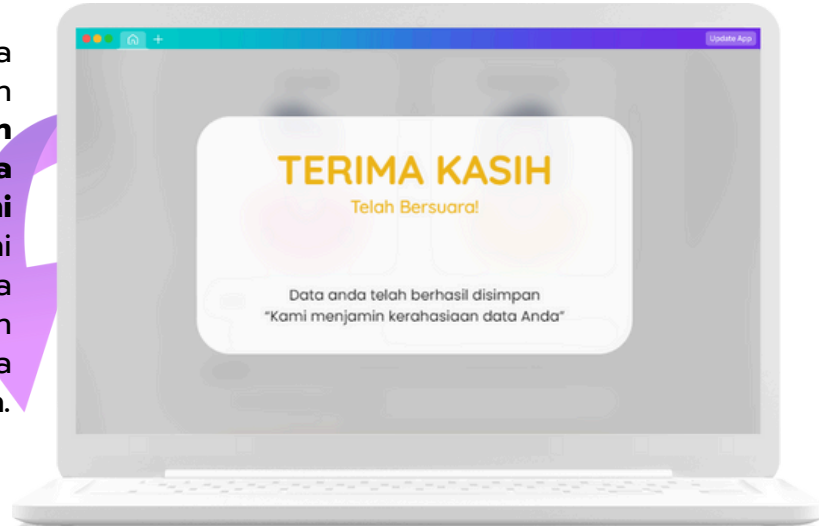 Update App
TERIMA KASIH
Telah Bersuara!
Data anda telah berhasil disimpan
"Kami menjamin kerahasiaan data Anda"